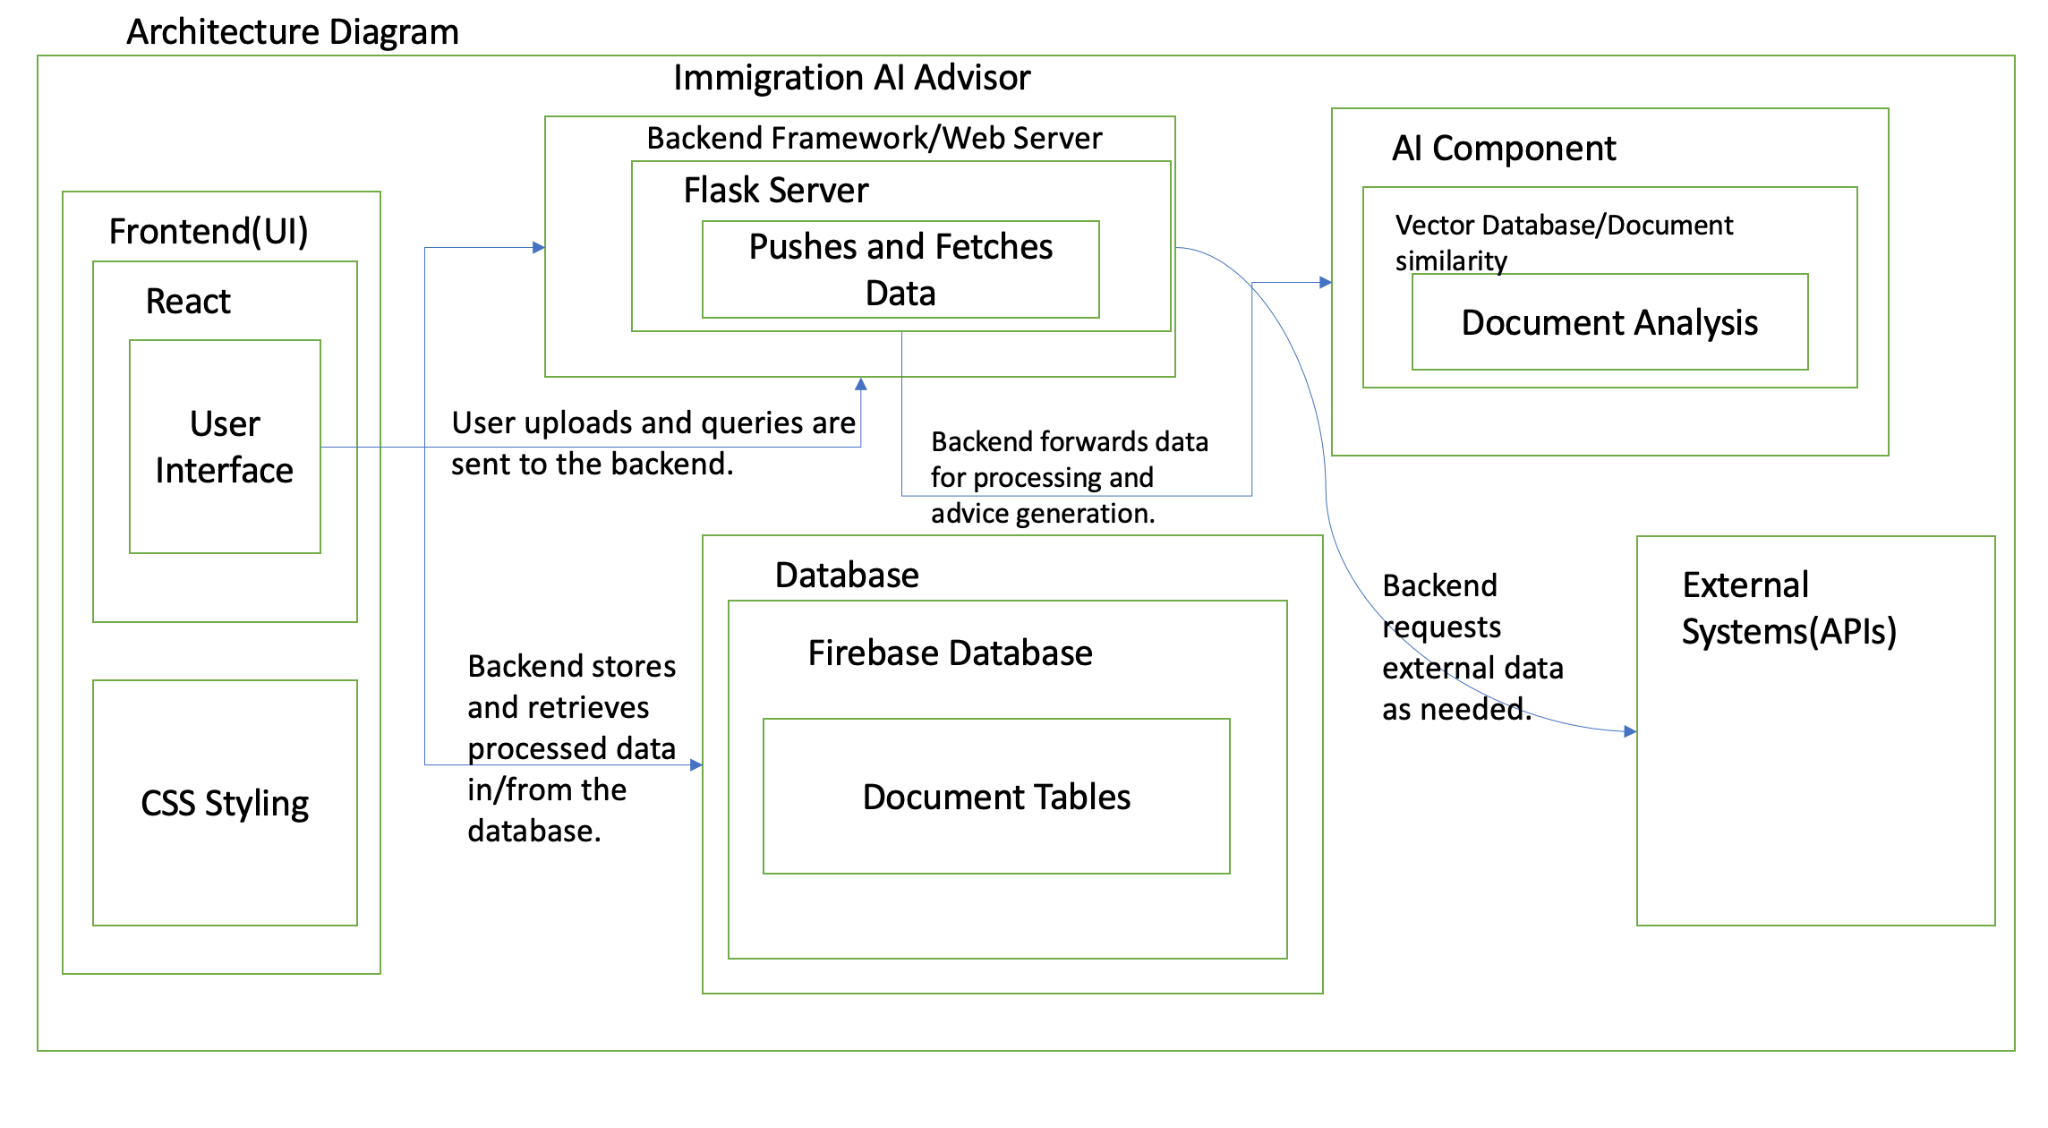 Architecture Diagram
Immigration AI Advisor
Backend Framework/Web Server
Flask Server
Pushes and Fetches
Data
AI Component
Vector Database/Document
similarity
Document Analysis
Frontend(UI)
React
User
Interface
CSS Styling
User uploads and queries are
sent to the backend.
Backend forwards data
for processing and
advice generation.
Backend stores
and retrieves
processed data
in/from the
database.
Database
Firebase Database
Document Tables
Backend
requests
external data
as needed.
External
Systems(APIs)